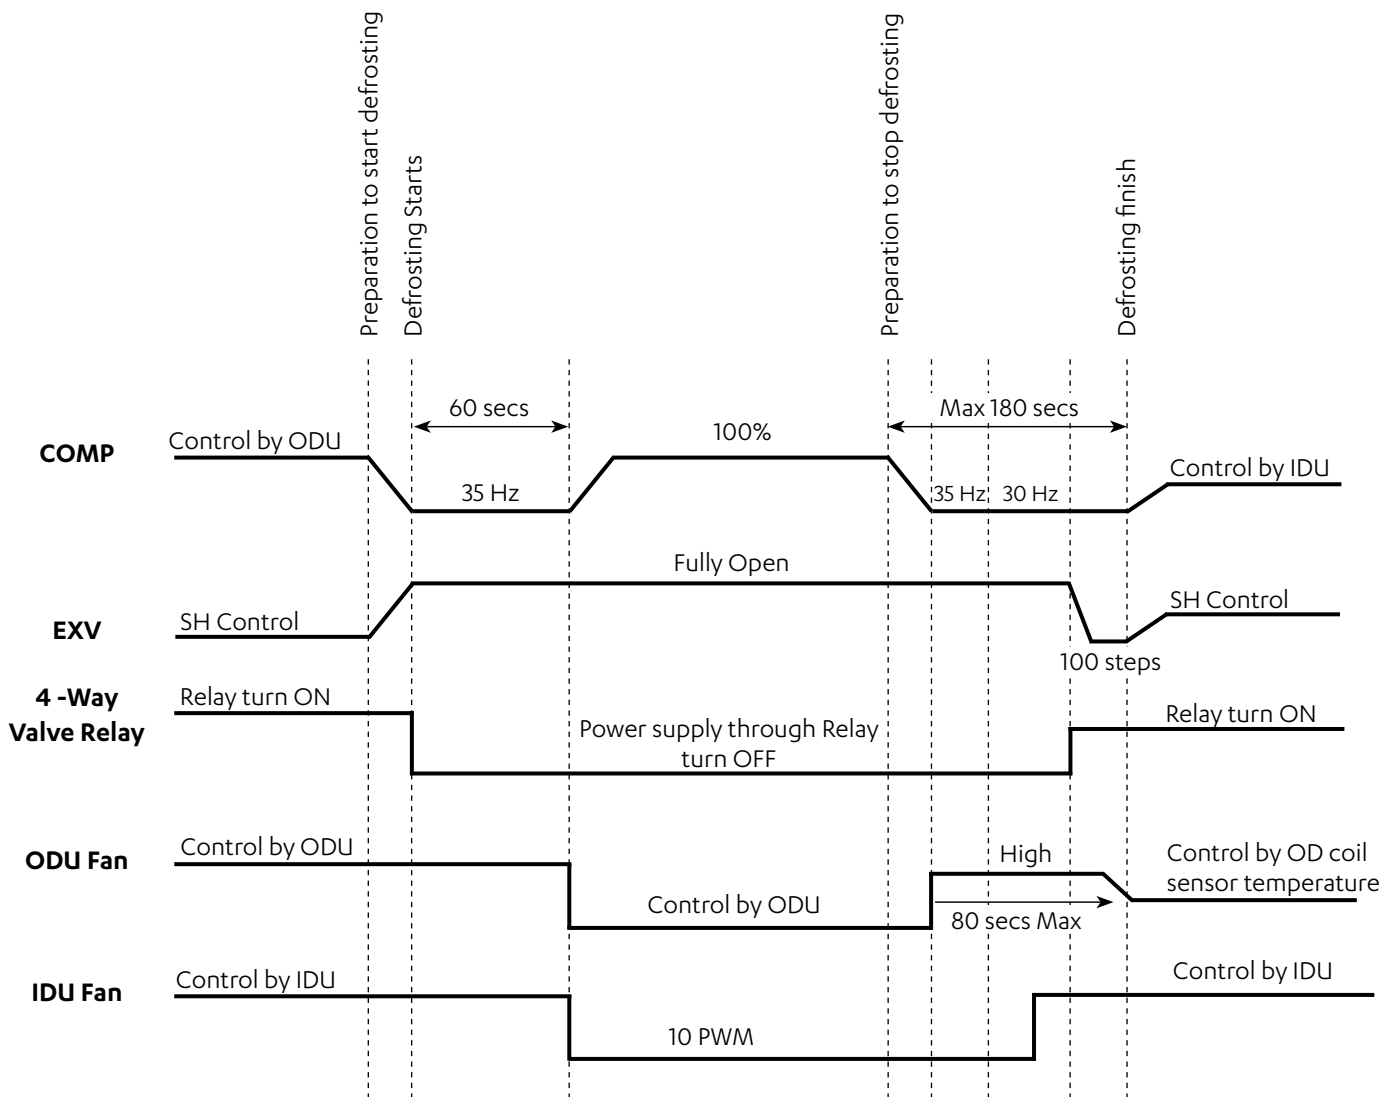 Preparation to start defrosting
Defrosting Starts
Preparation to stop defrosting
Defrosting finish
60 secs
Max 180 secs
COMP
Control by ODU
35 Hz
100%
35 Hz
30 Hz
Control by IDU
EXV
SH Control
Fully Open
SH Control
100 steps
4 -Way
Valve Relay
Relay turn ON
Power supply through Relay
turn OFF
Relay turn ON
ODU Fan
Control by ODU
Control by ODU
High
80 secs Max
Control by OD coil
sensor temperature
IDU Fan
Control by IDU
10 PWM
Control by IDU